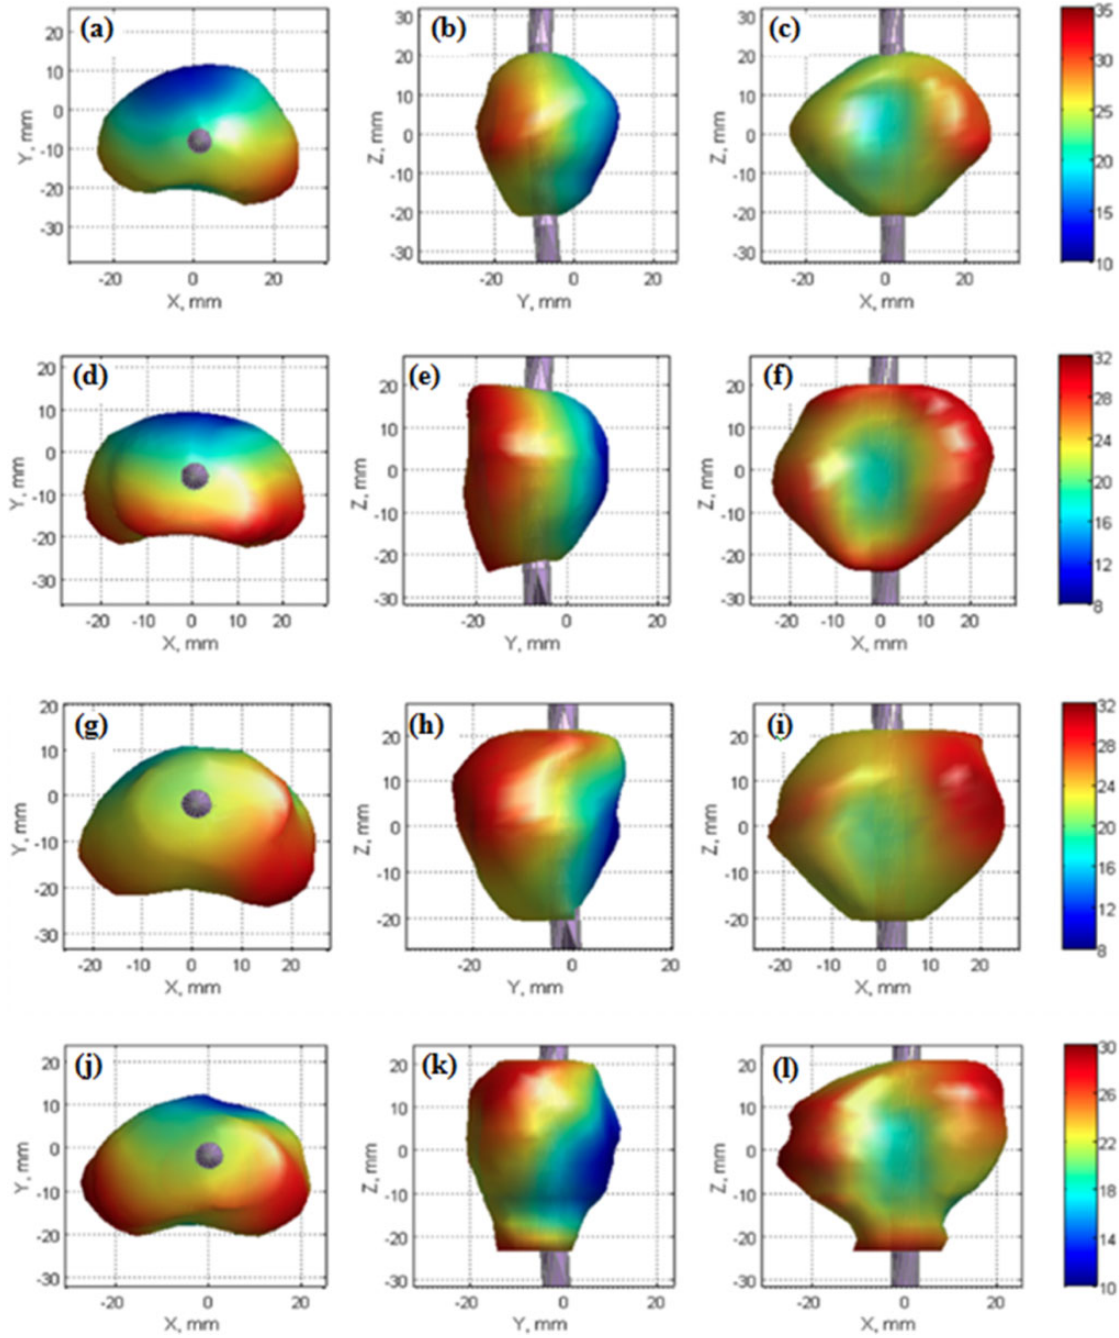 (a) (b) (c)
20 10 0 -10 -20 -30
Y, mm
-20 0 20
X, mm
30 20 10 0 -10 -20 -30
Z, mm
-20 0 20
Y, mm
30 20 10 0 -10 -20 -30
Z, mm
-20 0 20
X, mm
35 30 25 20 15 10
(d) (e) (f)
20 10 0 -10 -20 -30
Y, mm
-20 -10 0 10 20
X, mm
20 10 0 -10 -20 -30
Z, mm
-20 0 20
Y, mm
20 10 0 -10 -20 -30
Z, mm
-20 -10 0 10 20
X, mm
32 28 24 20 16 12 8
(g) (h) (i)
20 10 0 -10 -20 -30
Y, mm
-20 -10 0 10 20
X, mm
20 10 0 -10 -20
Z, mm
-20 0 20
Y, mm
20 10 0 -10 -20
Z, mm
-20 -10 0 10 20
X, mm
32 28 24 20 16 12 8
(j) (k) (l)
20 10 0 -10 -20 -30
Y, mm
-20 0 20
X, mm
20 10 0 -10 -20 -30
Z, mm
-20 0 20
Y, mm
20 10 0 -10 -20 -30
Z, mm
-20 0 20
X, mm
30 26 22 18 14 10